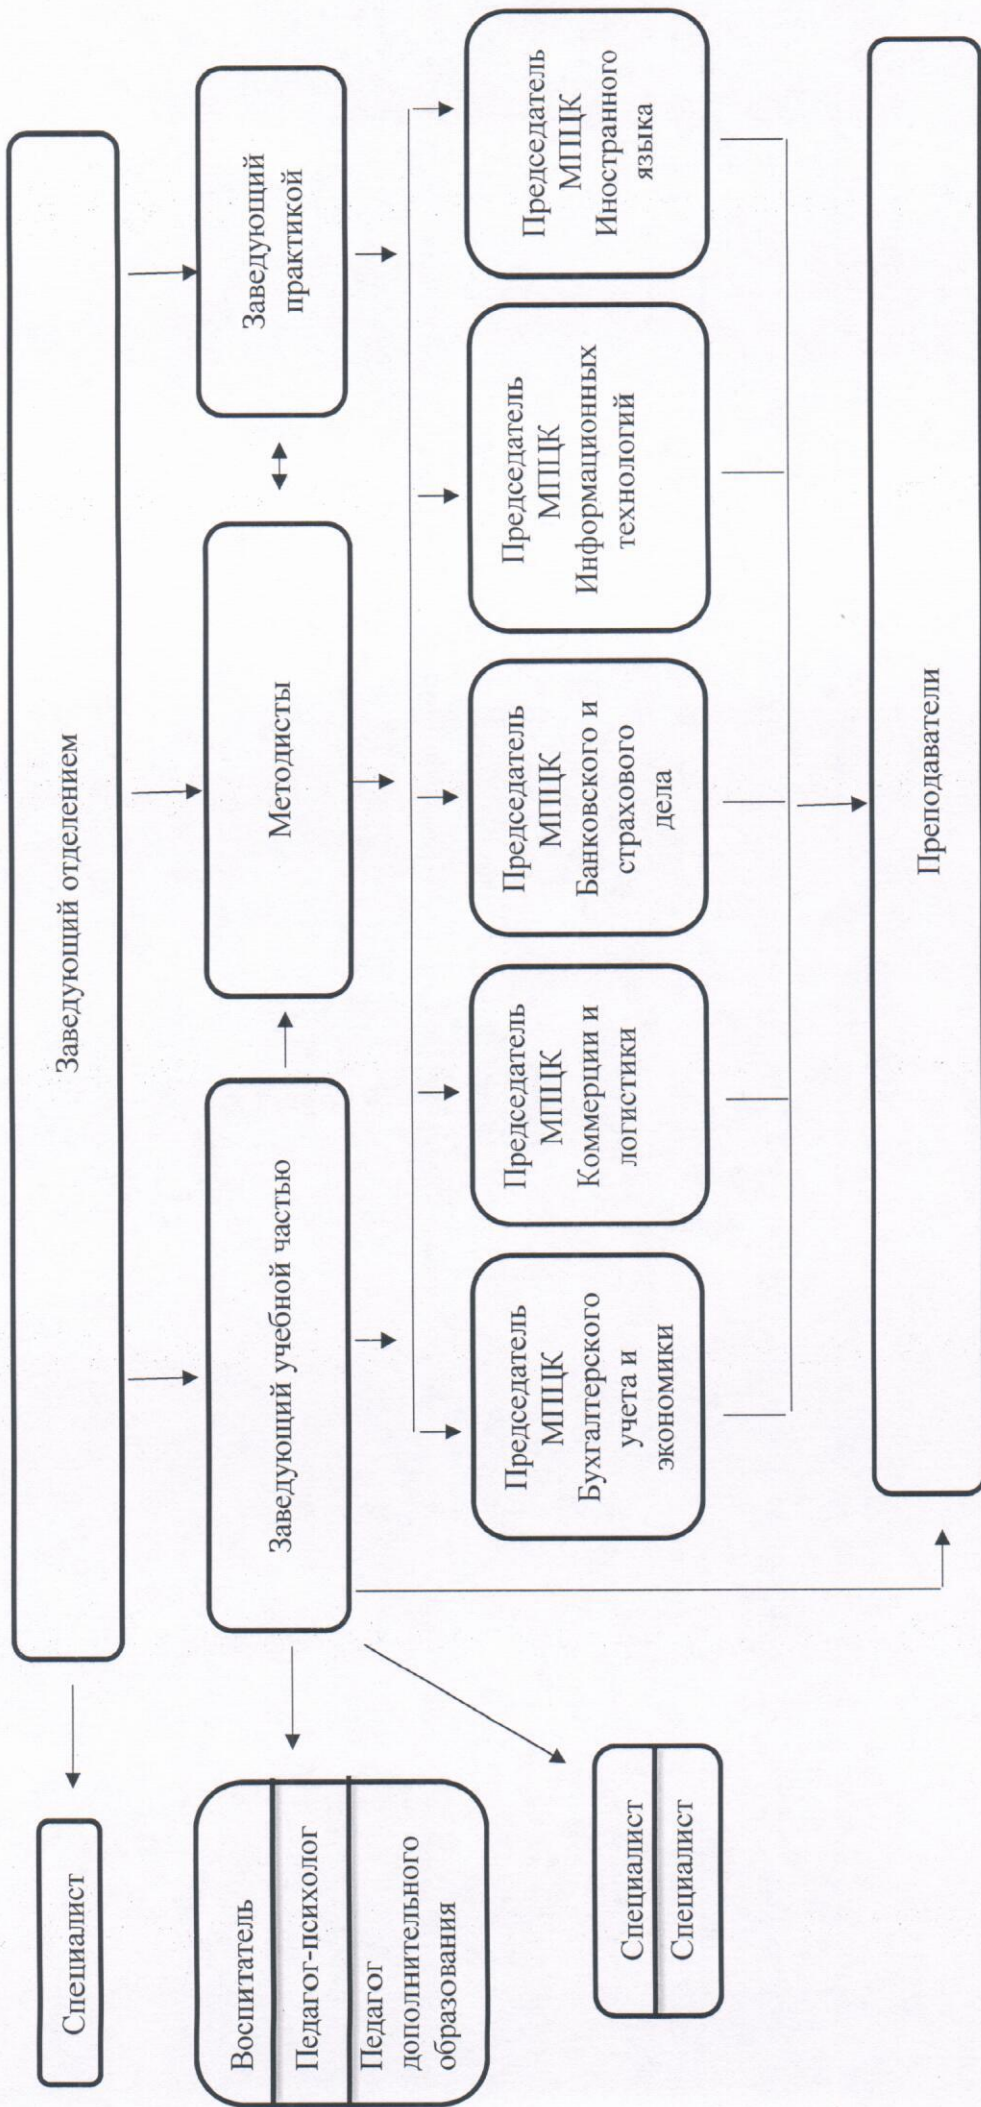 Заведующий отделением
Специалист
Заведующий учебной частью
Методисты
Заведующий
практикой
Воспитатель
Педагог-психолог
Педагог
дополнительного
образования
Председатель
МПЦК
Бухгалтерского
учета и
экономики
Председатель
МПЦК
Коммерции и
логистики
Председатель
МПЦК
Банковского и
страхового
дела
Председатель
МПЦК
Информационных
технологий
Председатель
МПЦК
Иностранного
языка
Специалист
Специалист
Преподаватели